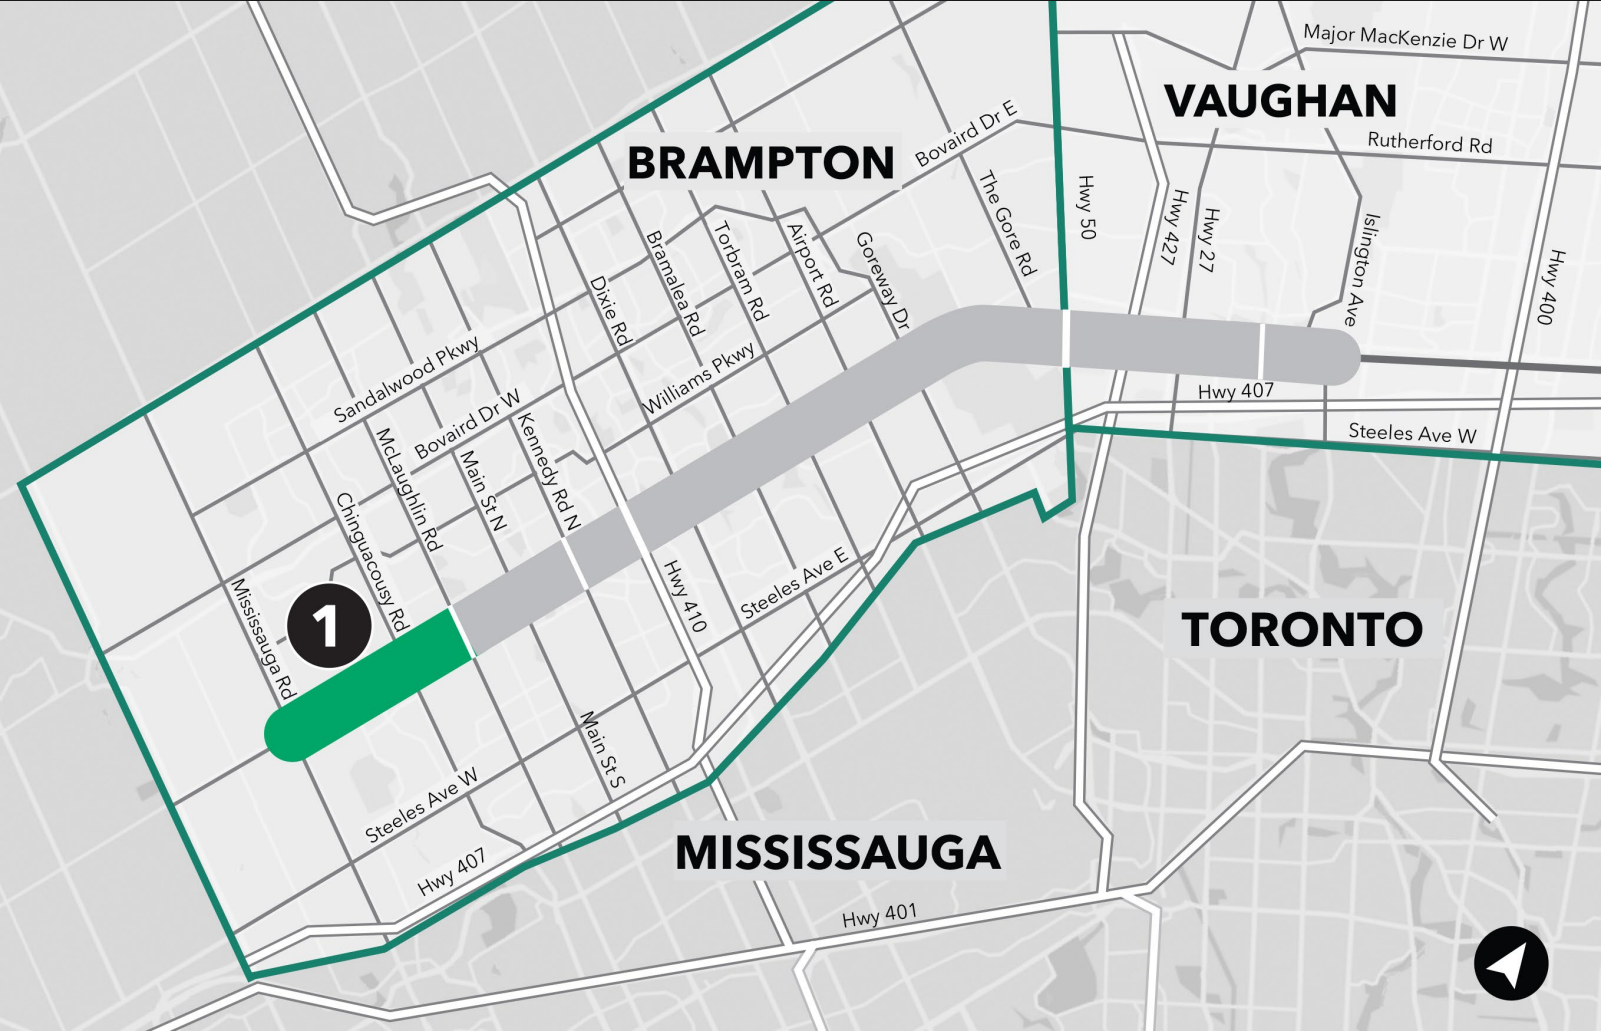 Major MacKenzie Dr W
VAUGHAN
Bovaird Dr E
Rutherford Rd
BRAMPTON
The Gore Rd
Hwy 50
Hwy 427
Hwy 27
Islington Ave
Hwy 400
Bramalea Rd
Torbram Rd
Airport Rd
Goreway Dr
Dixie Rd
Sandalwood Pkwy
Williams Pkwy
Hwy 407
Bovaird Dr W
Steeles Ave W
McLaughlin Rd
Main St N
Kennedy Rd N
Chinguacousy Rd
Mississauga Rd
1
Hwy 410
Steeles Ave E
TORONTO
Main St S
Steeles Ave W
Hwy 407
MISSISSAUGA
Hwy 401